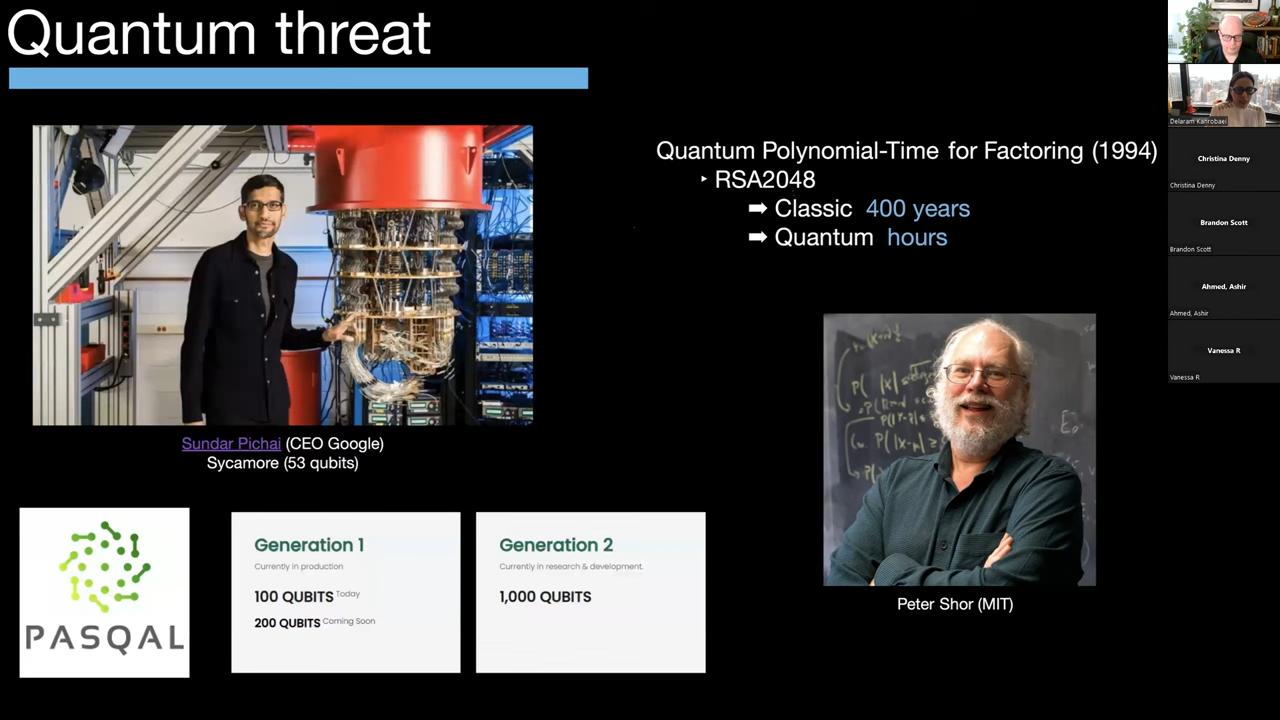 Quantum threat
Quantum Polynomial-Time for Factoring (1994)
‣ RSA2048
➡ Classic 400 years
➡ Quantum hours
Sundar Pichai (CEO Google)
Sycamore (53 qubits)
PASQAL
Generation 1
Currently in production
100 QUBITS Today
200 QUBITS Coming Soon
Generation 2
Currently in research & development.
1,000 QUBITS
Peter Shor (MIT)
Delaram Kahrobaei
Christina Denny
Christina Denny
Brandon Scott
Brandon Scott
Ahmed, Ashir
Ahmed, Ashir
Vanessa R
Vanessa R